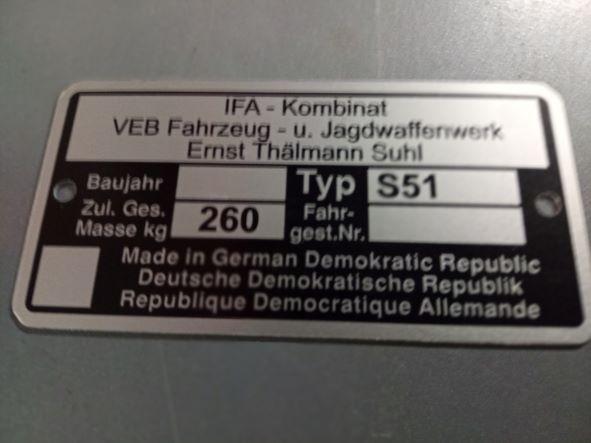 IFA - Kombinat
VEB Fahrzeug - u. Jagdwaffenwerk
Ernst Thälmann Suhl
Baujahr Typ S51
Zul. Ges. Masse kg 260 Fahr- gest.Nr.
Made in German Demokratic Republic
Deutsche Demokratische Republik
Republique Democratique Allemande